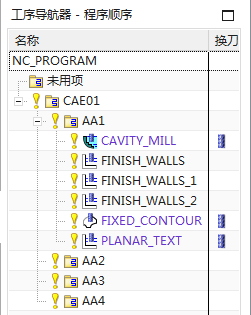 工序导航器 - 程序顺序
名称 换刀
NC_PROGRAM
未用项
CAE01
AA1
CAVITY_MILL
FINISH_WALLS
FINISH_WALLS_1
FINISH_WALLS_2
FIXED_CONTOUR
PLANAR_TEXT
AA2
AA3
AA4